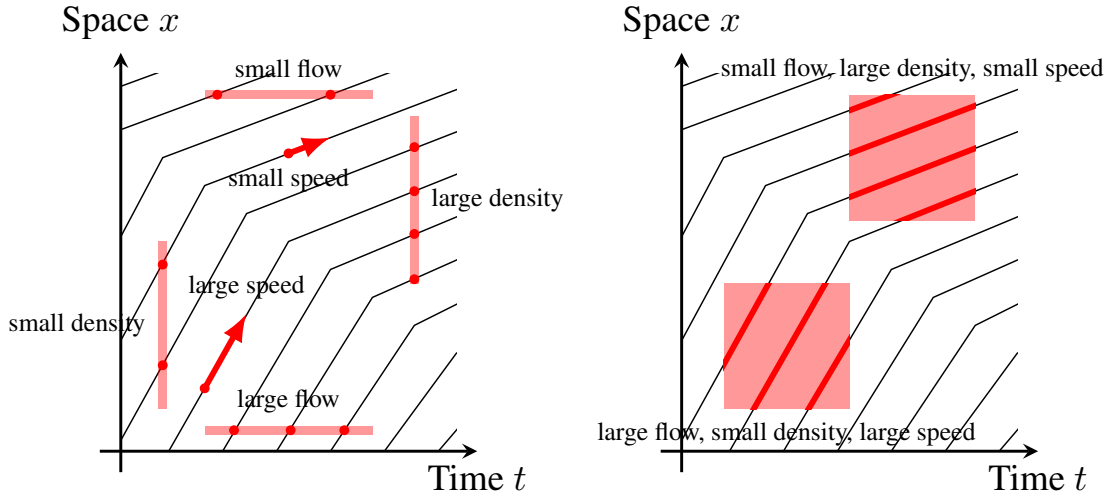 Space x
small flow
small speed
large density
large speed
small density
large flow
Time t
Space x
small flow, large density, small speed
large flow, small density, large speed
Time t